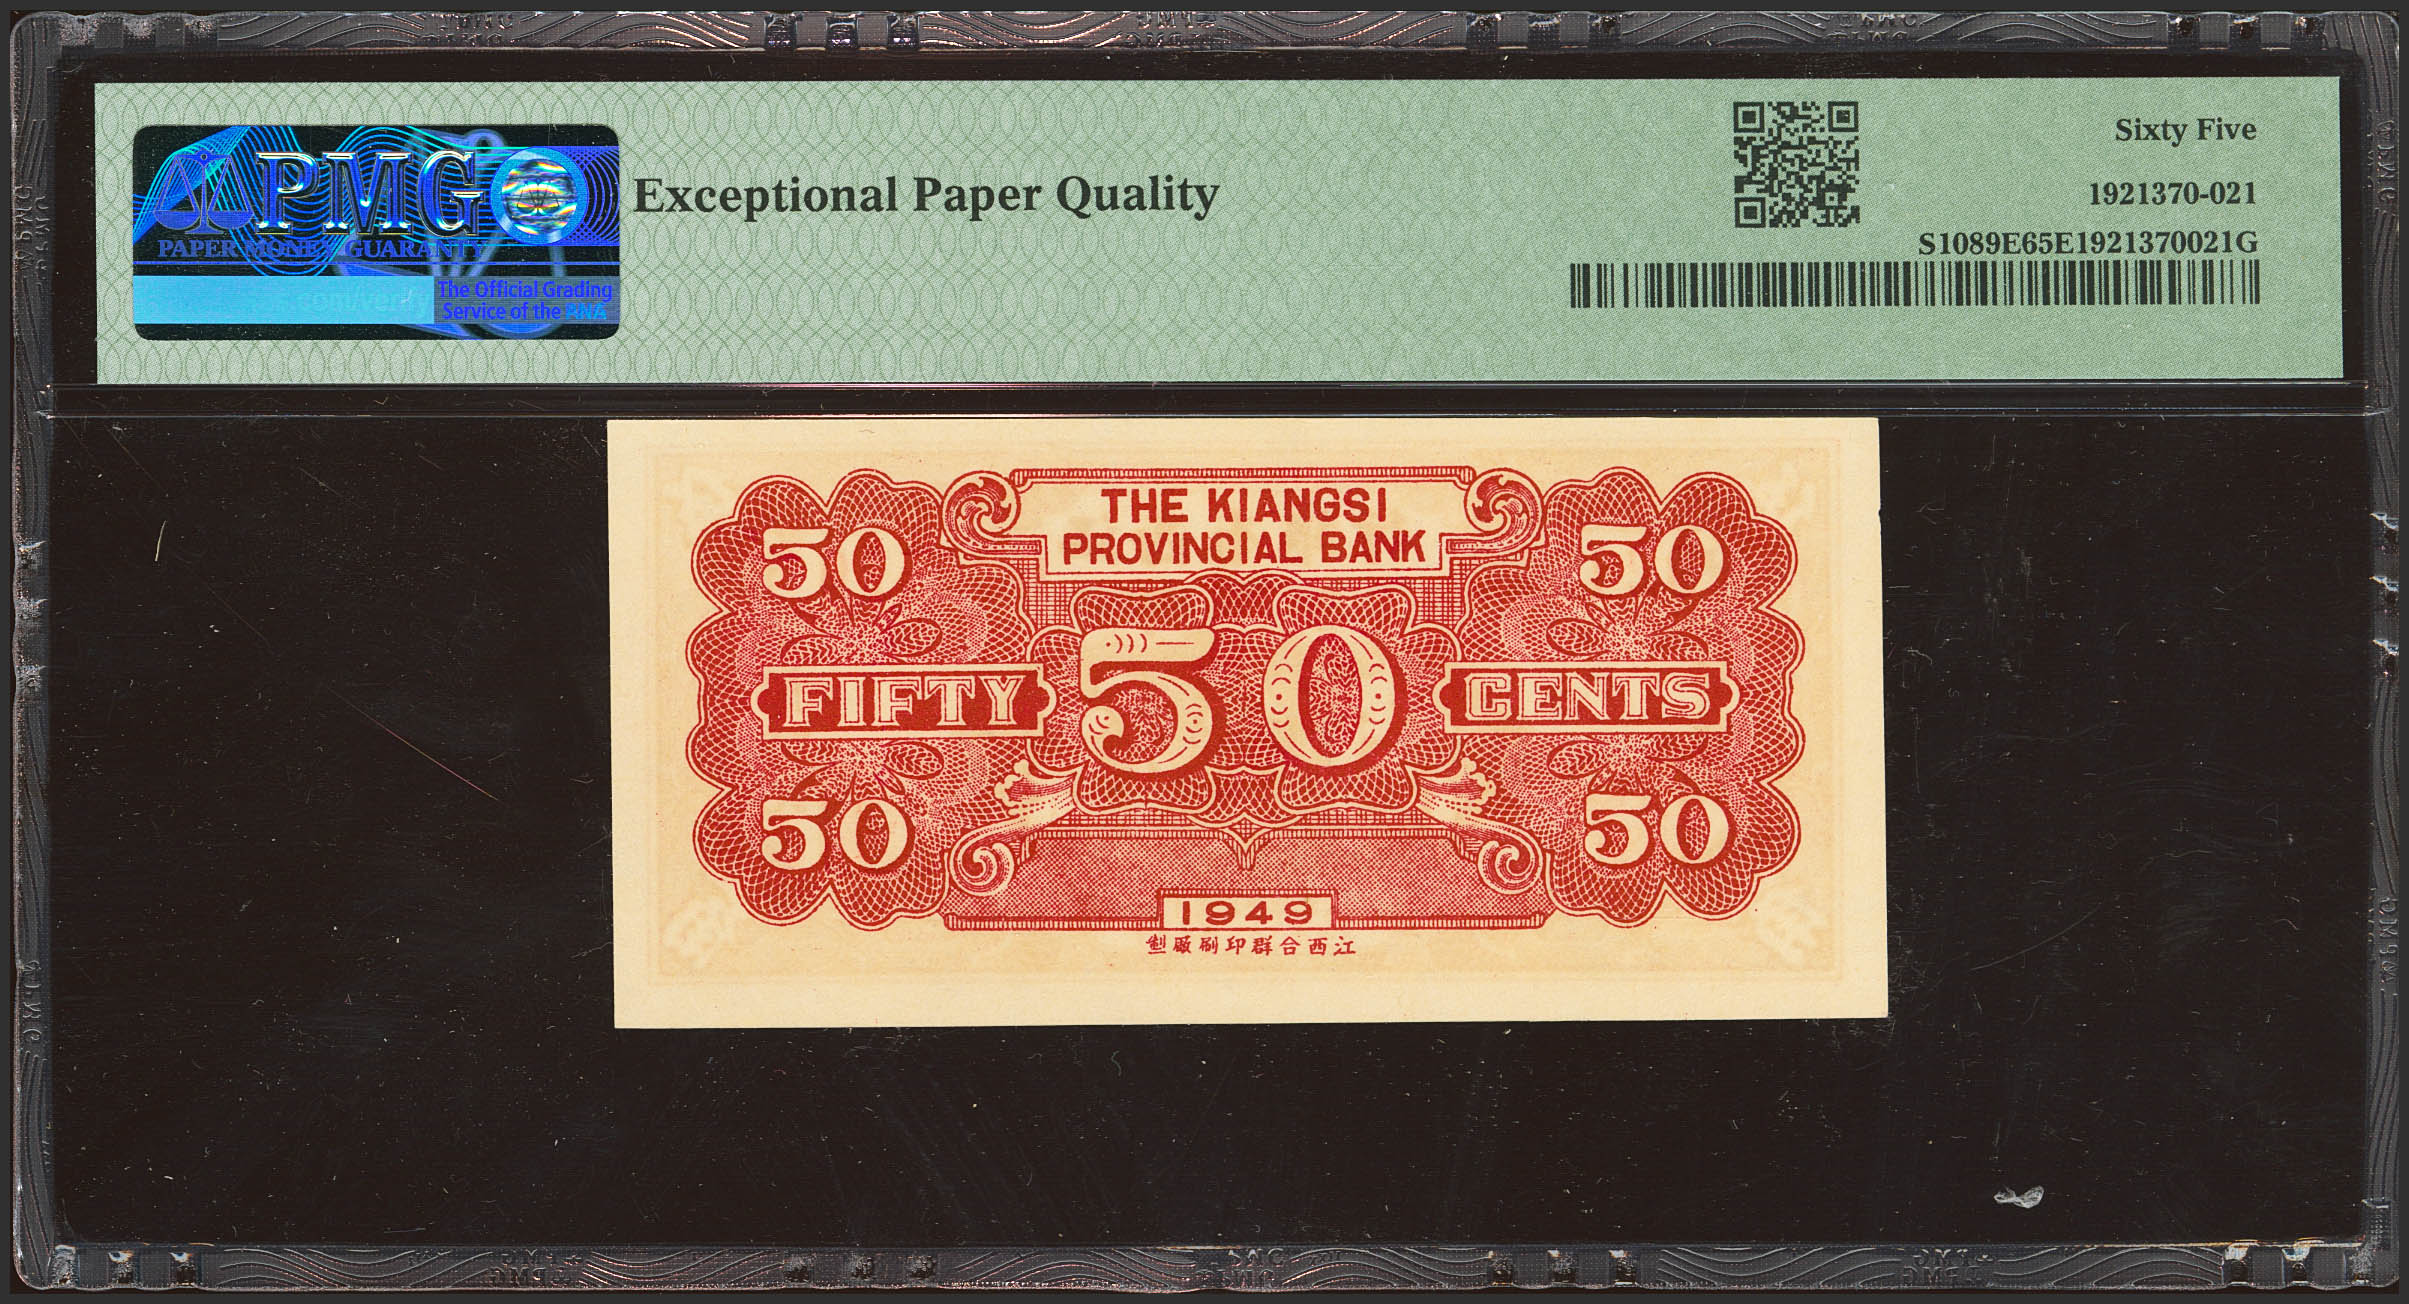 PMG
PAPER MONEY GUARANTY
The Official Grading
Service of the PNA
Exceptional Paper Quality
Sixty Five
1921370-021
S1089E65E1921370021G
THE KIANGSI
PROVINCIAL BANK
50
50
FIFTY
50
CENTS
50
50
1949
製廠刷印群合西江